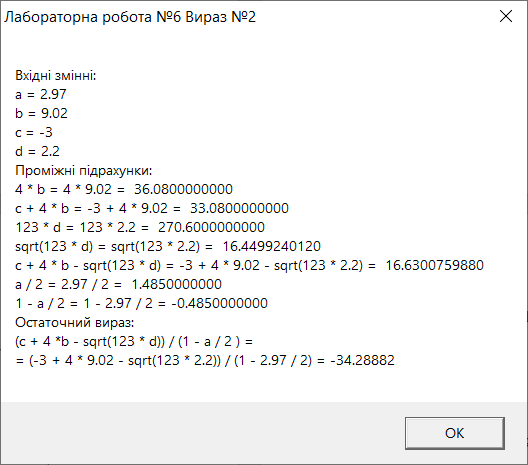 Лабораторна робота №6 Вираз №2
Вхідні змінні:
a = 2.97
b = 9.02
c = -3
d = 2.2
Проміжні підрахунки:
4 * b = 4 * 9.02 =  36.0800000000
c + 4 * b = -3 + 4 * 9.02 =  33.0800000000
123 * d = 123 * 2.2 =  270.6000000000
sqrt(123 * d) = sqrt(123 * 2.2) =  16.4499240120
c + 4 * b - sqrt(123 * d) = -3 + 4 * 9.02 - sqrt(123 * 2.2) =  16.6300759880
a / 2 = 2.97 / 2 =  1.4850000000
1 - a / 2 = 1 - 2.97 / 2 = -0.4850000000
Остаточний вираз:
(c + 4 *b - sqrt(123 * d)) / (1 - a / 2 ) =
= (-3 + 4 * 9.02 - sqrt(123 * 2.2)) / (1 - 2.97 / 2) = -34.28882
OK